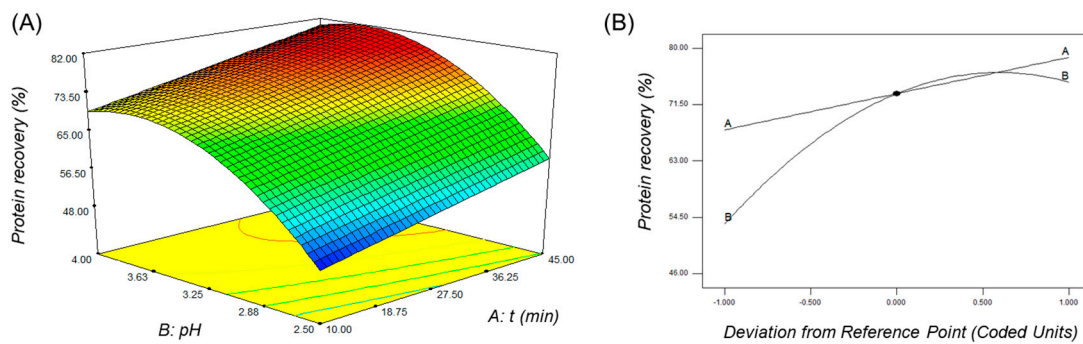 (A)
(B)
Protein recovery (%)
82.00
73.50
65.00
56.50
48.00
4.00
3.63
3.25
2.88
2.50
10.00
18.75
27.50
36.25
45.00
B: pH
A: t (min)
Protein recovery (%)
80.00
71.50
63.00
54.50
46.00
A
B
A
B
-1.000
-0.500
0.000
0.500
1.000
Deviation from Reference Point (Coded Units)